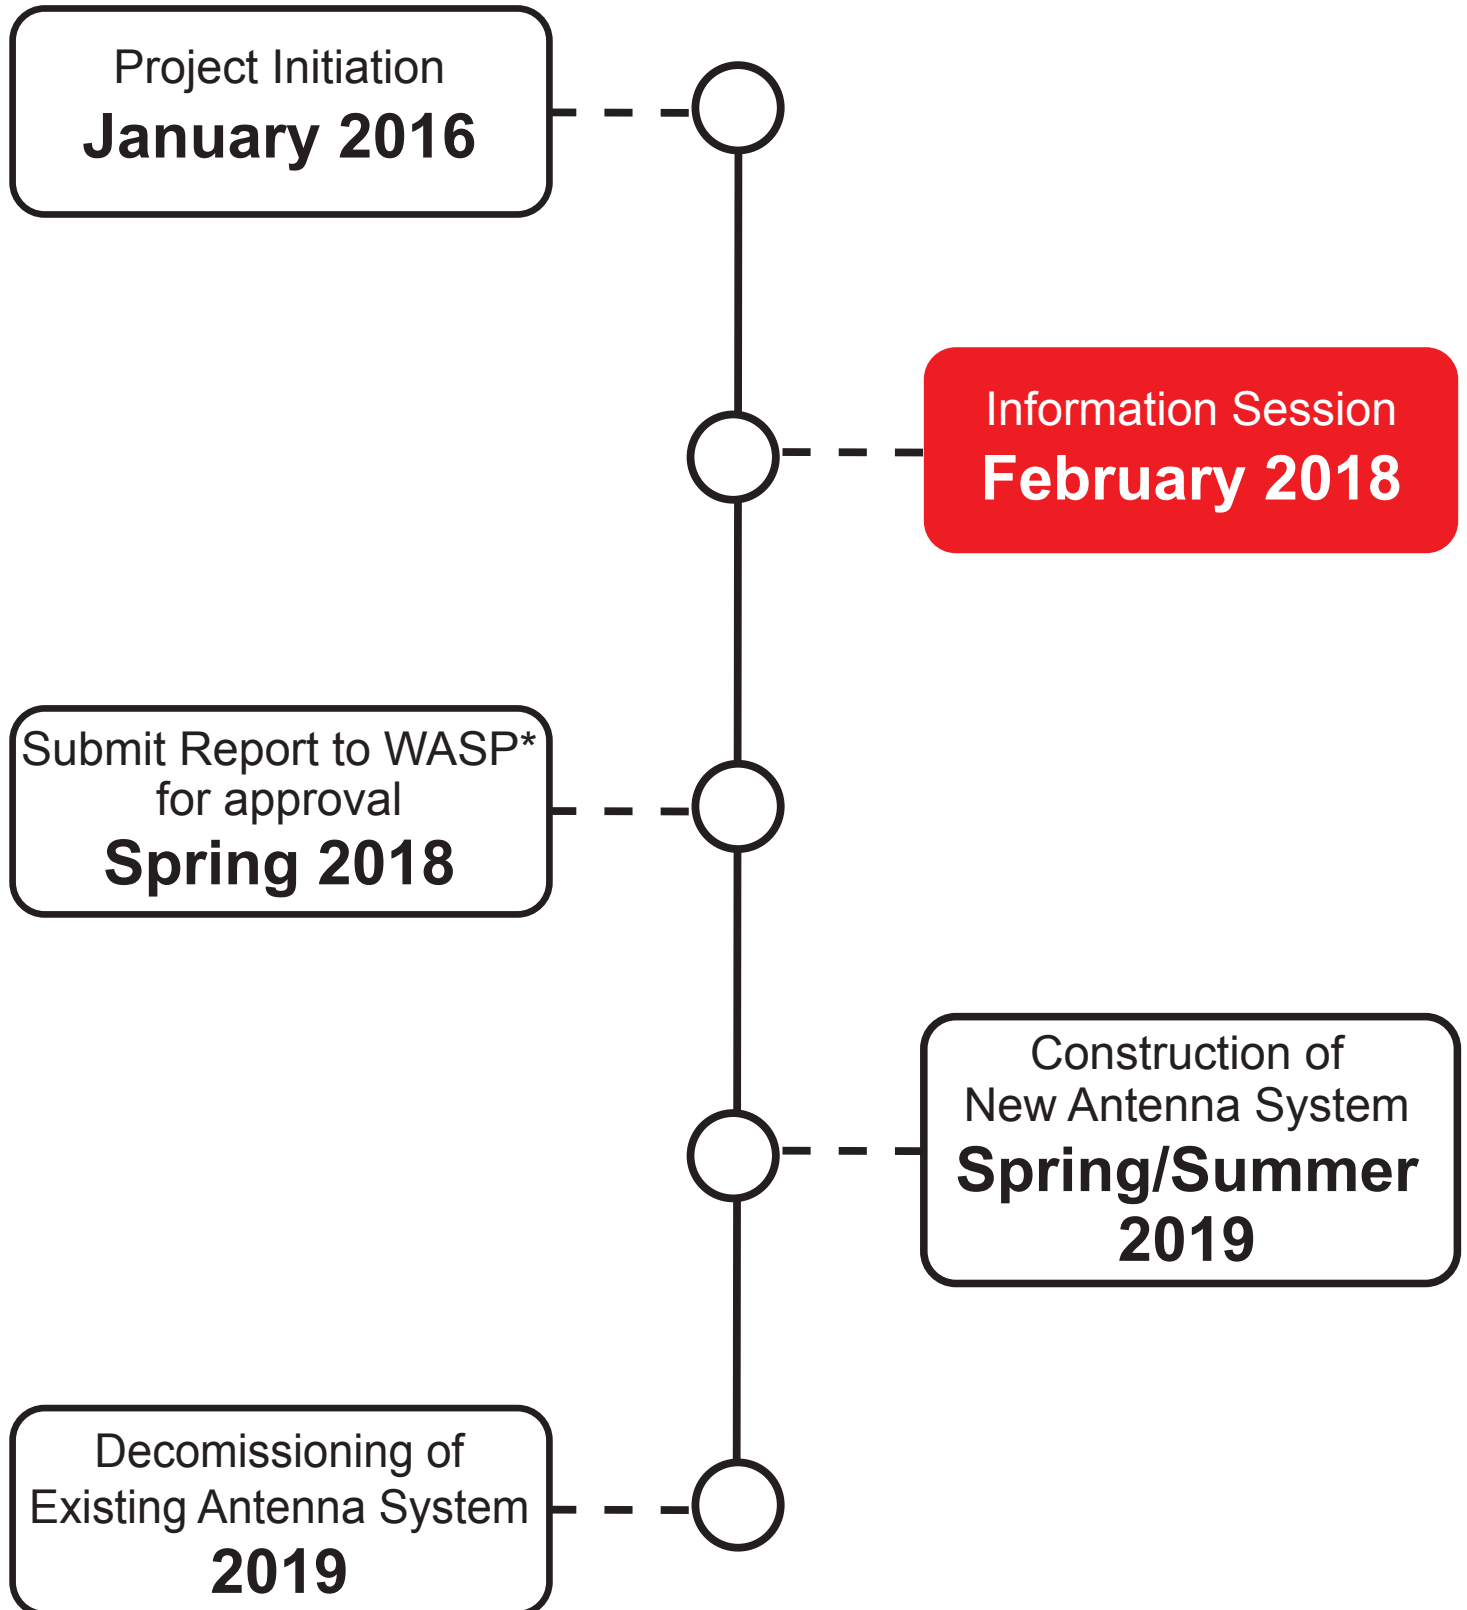 Project Initiation
January 2016
Information Session
February 2018
Submit Report to WASP*
for approval
Spring 2018
Construction of
New Antenna System
Spring/Summer
2019
Decomissioning of
Existing Antenna System
2019